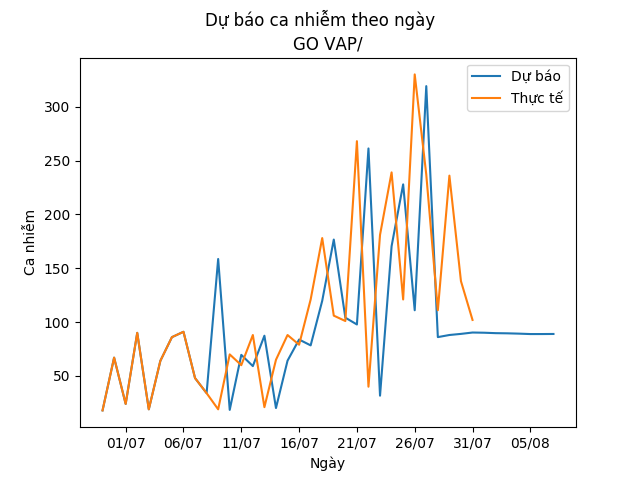 Dự báo ca nhiễm theo ngày
GO VAP/
Dự báo
Thực tế
Ca nhiễm
300
250
200
150
100
50
01/07
06/07
11/07
16/07
21/07
26/07
31/07
05/08
Ngày